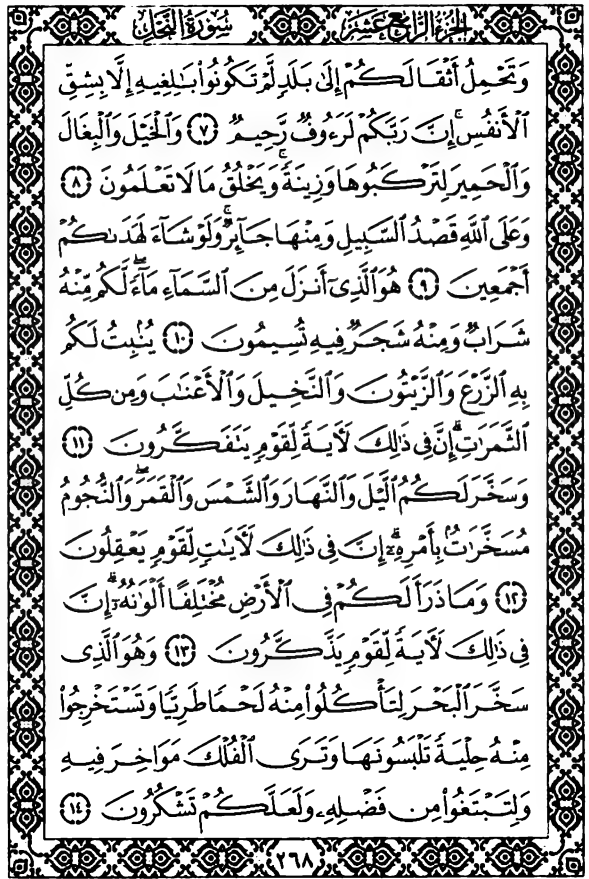 الجزء الرابع عشر سورة النحل
وَتَحْمِلُ أَثْقَالَكُمْ إِلَىٰ بَلَدٍ لَّمْ تَكُونُوا۟ بَٰلِغِيهِ إِلَّا بِشِقِّ
ٱلْأَنفُسِ ۚ إِنَّ رَبَّكُمْ لَرَءُوفٌ رَّحِيمٌ ﴿٧﴾ وَٱلْخَيْلَ وَٱلْبِغَالَ
وَٱلْحَمِيرَ لِتَرْكَبُوهَا وَزِينَةً ۚ وَيَخْلُقُ مَا لَا تَعْلَمُونَ ﴿٨﴾
وَعَلَى ٱللَّهِ قَصْدُ ٱلسَّبِيلِ وَمِنْهَا جَآئِرٌ ۚ وَلَوْ شَآءَ لَهَدَىٰكُمْ
أَجْمَعِينَ ﴿٩﴾ هُوَ ٱلَّذِىٓ أَنزَلَ مِنَ ٱلسَّمَآءِ مَآءً ۖ لَّكُم مِّنْهُ
شَرَابٌ وَمِنْهُ شَجَرٌ فِيهِ تُسِيمُونَ ﴿١٠﴾ يُنۢبِتُ لَكُم
بِهِ ٱلزَّرْعَ وَٱلزَّيْتُونَ وَٱلنَّخِيلَ وَٱلْأَعْنَٰبَ وَمِن كُلِّ
ٱلثَّمَرَٰتِ ۗ إِنَّ فِى ذَٰلِكَ لَءَايَةً لِّقَوْمٍ يَتَفَكَّرُونَ ﴿١١﴾
وَسَخَّرَ لَكُمُ ٱلَّيْلَ وَٱلنَّهَارَ وَٱلشَّمْسَ وَٱلْقَمَرَ ۖ وَٱلنُّجُومُ
مُسَخَّرَٰتٌۢ بِأَمْرِهِۦٓ ۗ إِنَّ فِى ذَٰلِكَ لَءَايَٰتٍ لِّقَوْمٍ يَعْقِلُونَ
﴿١٢﴾ وَمَا ذَرَأَ لَكُمْ فِى ٱلْأَرْضِ مُخْتَلِفًا أَلْوَٰنُهُۥٓ ۗ إِنَّ
فِى ذَٰلِكَ لَءَايَةً لِّقَوْمٍ يَذَّكَّرُونَ ﴿١٣﴾ وَهُوَ ٱلَّذِى
سَخَّرَ ٱلْبَحْرَ لِتَأْكُلُوا۟ مِنْهُ لَحْمًا طَرِيًّا وَتَسْتَخْرِجُوا۟
مِنْهُ حِلْيَةً تَلْبَسُونَهَا وَتَرَى ٱلْفُلْكَ مَوَاخِرَ فِيهِ
وَلِتَبْتَغُوا۟ مِن فَضْلِهِۦ وَلَعَلَّكُمْ تَشْكُرُونَ ﴿١٤﴾
٢٦٨